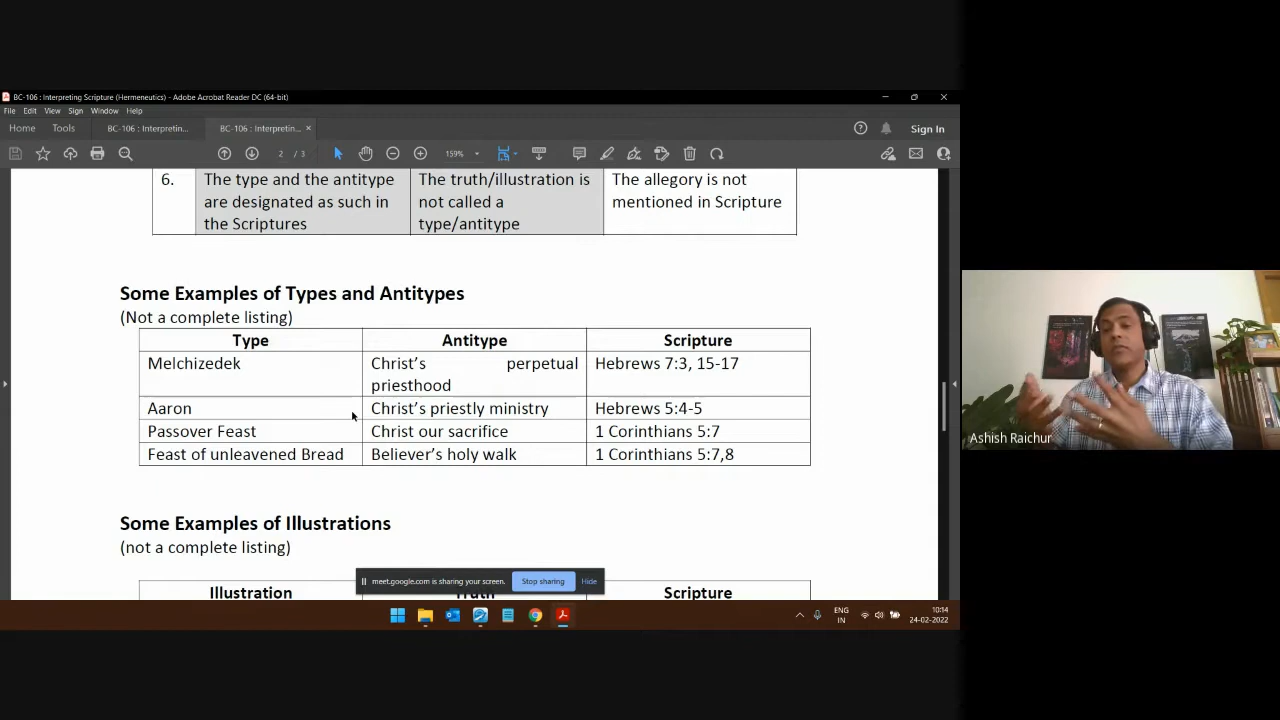 BC-106 : Interpreting Scripture (Hermeneutics) - Adobe Acrobat Reader DC (64-bit)
File Edit View Sign Window Help
Home Tools BC-106 : Interpretin... BC-106 : Interpretin... ×
Sign In
2 / 3 159%
6. The type and the antitype are designated as such in the Scriptures
The truth/illustration is not called a type/antitype
The allegory is not mentioned in Scripture
Some Examples of Types and Antitypes
(Not a complete listing)
Type Antitype Scripture
Melchizedek Christ's perpetual priesthood Hebrews 7:3, 15-17
Aaron Christ's priestly ministry Hebrews 5:4-5
Passover Feast Christ our sacrifice 1 Corinthians 5:7
Feast of unleavened Bread Believer's holy walk 1 Corinthians 5:7,8
Some Examples of Illustrations
(not a complete listing)
Illustration Truth Scripture
meet.google.com is sharing your screen. Stop sharing Hide
ENG
IN
10:14
24-02-2022
Ashish Raichur